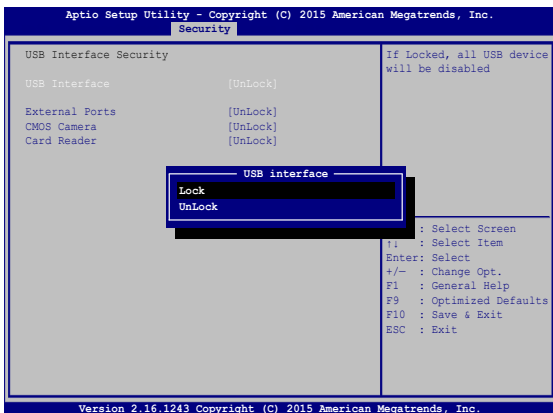 Aptio Setup Utility - Copyright (C) 2015 American Megatrends, Inc.
Security
USB Interface Security
USB Interface [UnLock]
External Ports [UnLock]
CMOS Camera [UnLock]
Card Reader [UnLock]
If Locked, all USB device
will be disabled
USB interface
Lock
UnLock
: Select Screen
↑↓ : Select Item
Enter: Select
+/— : Change Opt.
F1 : General Help
F9 : Optimized Defaults
F10 : Save & Exit
ESC : Exit
Version 2.16.1243 Copyright (C) 2015 American Megatrends, Inc.